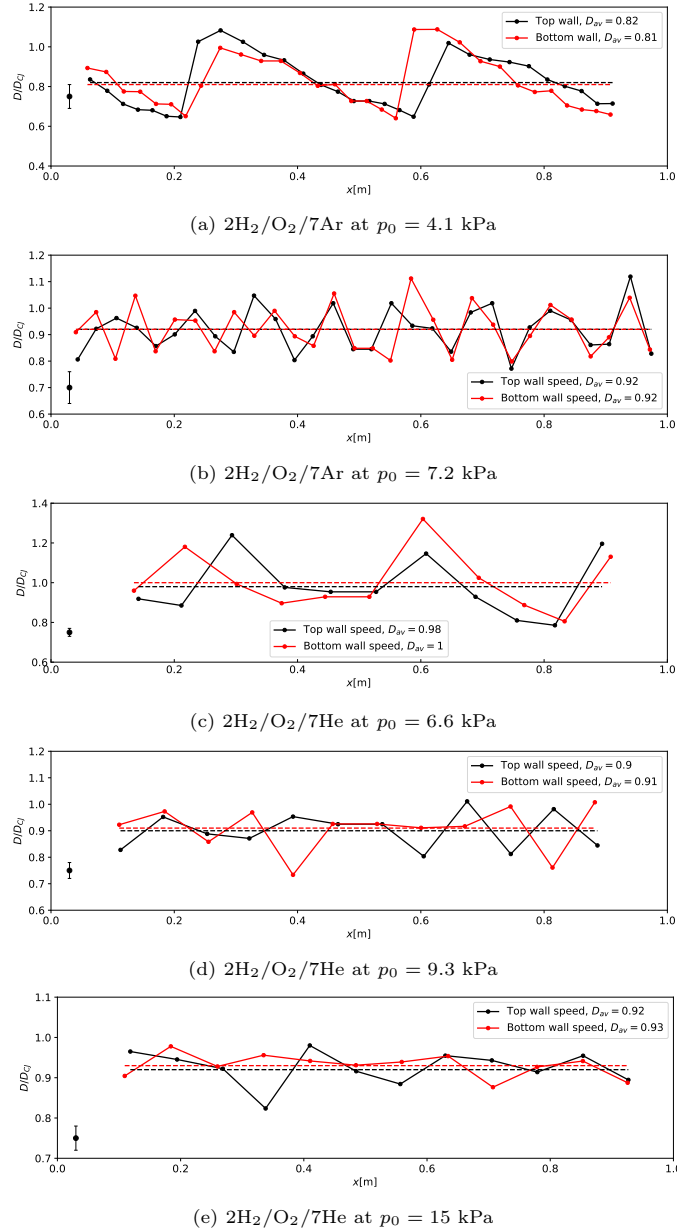 1.2
1.0
0.8
0.6
0.4
D/D_CJ
Top wall, D_av = 0.82
Bottom wall, D_av = 0.81
0.0 0.2 0.4 0.6 0.8 1.0
x[m]
(a) 2H₂/O₂/7Ar at p₀ = 4.1 kPa
1.2
1.1
1.0
0.9
0.8
0.7
0.6
D/D_CJ
Top wall speed, D_av = 0.92
Bottom wall speed, D_av = 0.92
0.0 0.2 0.4 0.6 0.8 1.0
x[m]
(b) 2H₂/O₂/7Ar at p₀ = 7.2 kPa
1.4
1.2
1.0
0.8
0.6
D/D_CJ
Top wall speed, D_av = 0.98
Bottom wall speed, D_av = 1
0.0 0.2 0.4 0.6 0.8 1.0
x[m]
(c) 2H₂/O₂/7He at p₀ = 6.6 kPa
1.2
1.1
1.0
0.9
0.8
0.7
0.6
D/D_CJ
Top wall speed, D_av = 0.9
Bottom wall speed, D_av = 0.91
0.0 0.2 0.4 0.6 0.8 1.0
x[m]
(d) 2H₂/O₂/7He at p₀ = 9.3 kPa
1.1
1.0
0.9
0.8
0.7
D/D_CJ
Top wall speed, D_av = 0.92
Bottom wall speed, D_av = 0.93
0.0 0.2 0.4 0.6 0.8 1.0
x[m]
(e) 2H₂/O₂/7He at p₀ = 15 kPa